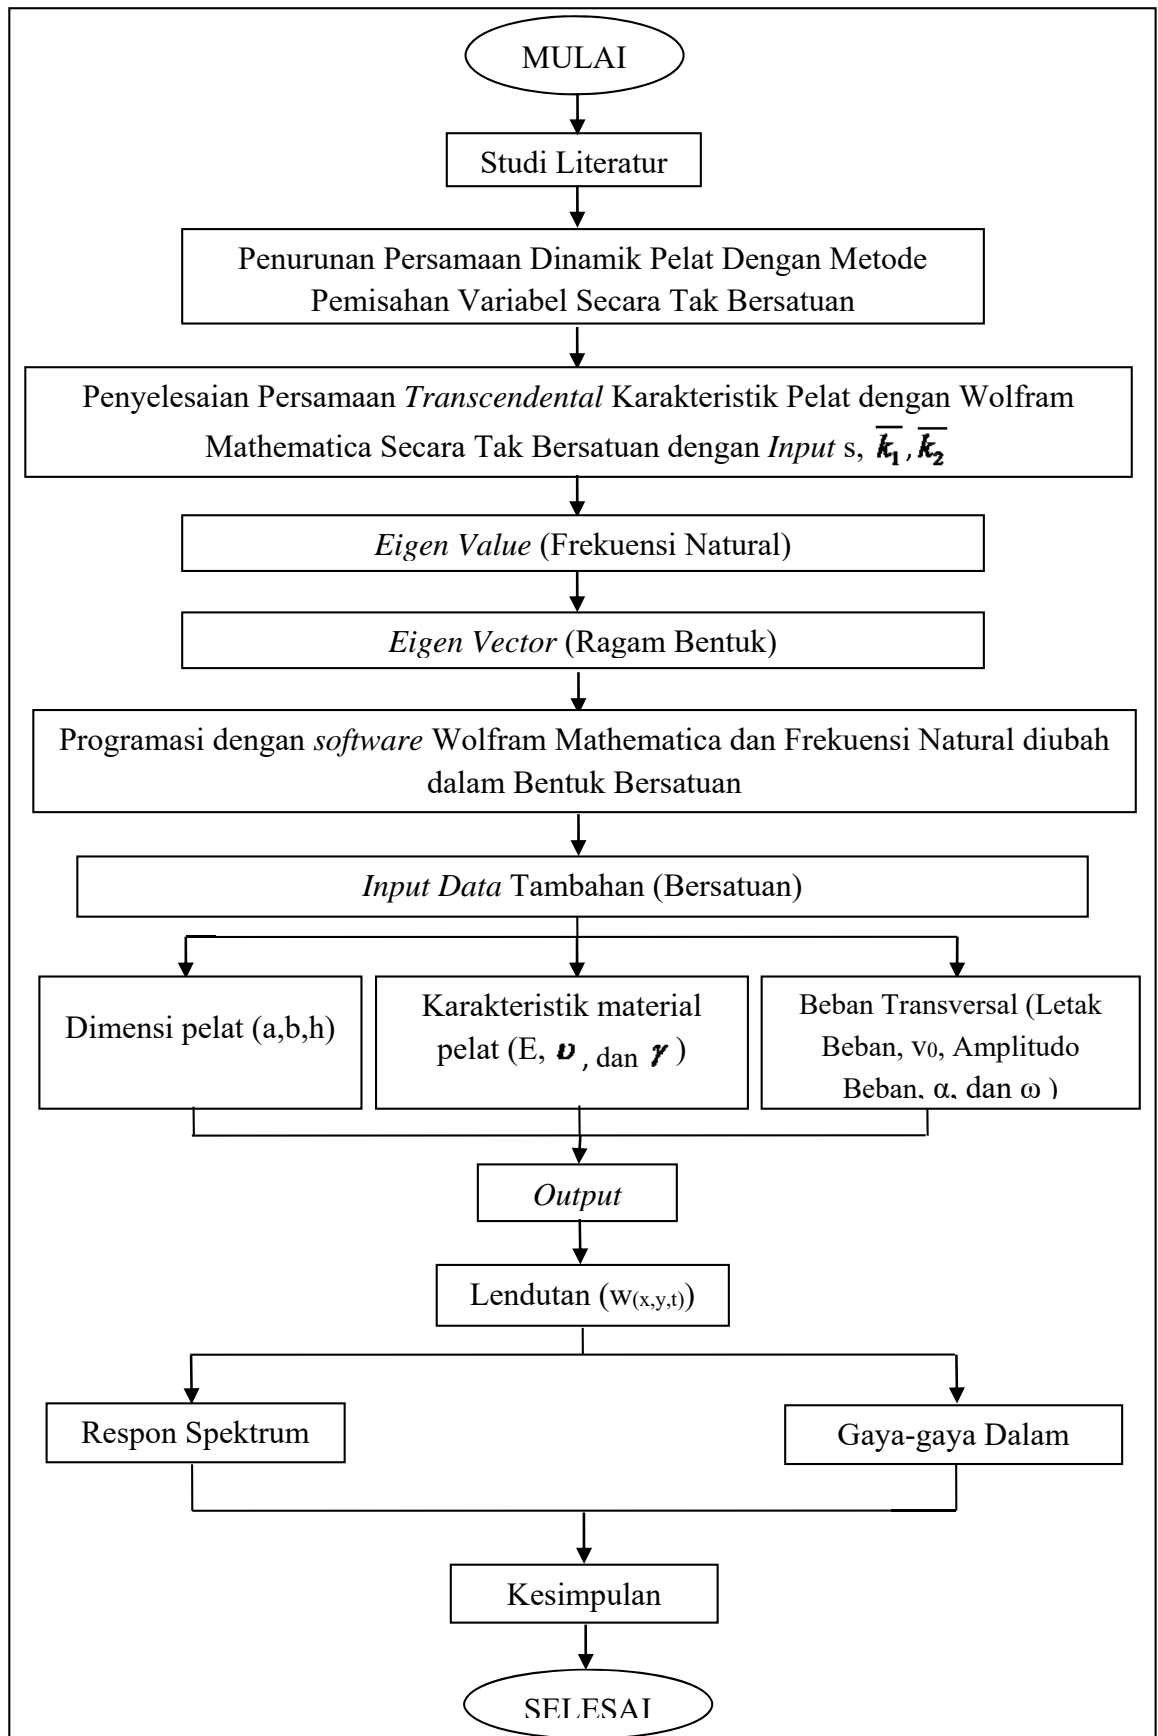 MULAI
Studi Literatur
Penurunan Persamaan Dinamik Pelat Dengan Metode
Pemisahan Variabel Secara Tak Bersatuan
Penyelesaian Persamaan Transcendental Karakteristik Pelat dengan Wolfram
Mathematica Secara Tak Bersatuan dengan Input s, k̅₁, k̅₂
Eigen Value (Frekuensi Natural)
Eigen Vector (Ragam Bentuk)
Programasi dengan software Wolfram Mathematica dan Frekuensi Natural diubah
dalam Bentuk Bersatuan
Input Data Tambahan (Bersatuan)
Dimensi pelat (a,b,h)
Karakteristik material
pelat (E, υ, dan γ )
Beban Transversal (Letak
Beban, v₀, Amplitudo
Beban, α, dan ω )
Output
Lendutan (w(x,y,t))
Respon Spektrum
Gaya-gaya Dalam
Kesimpulan
SELESAI